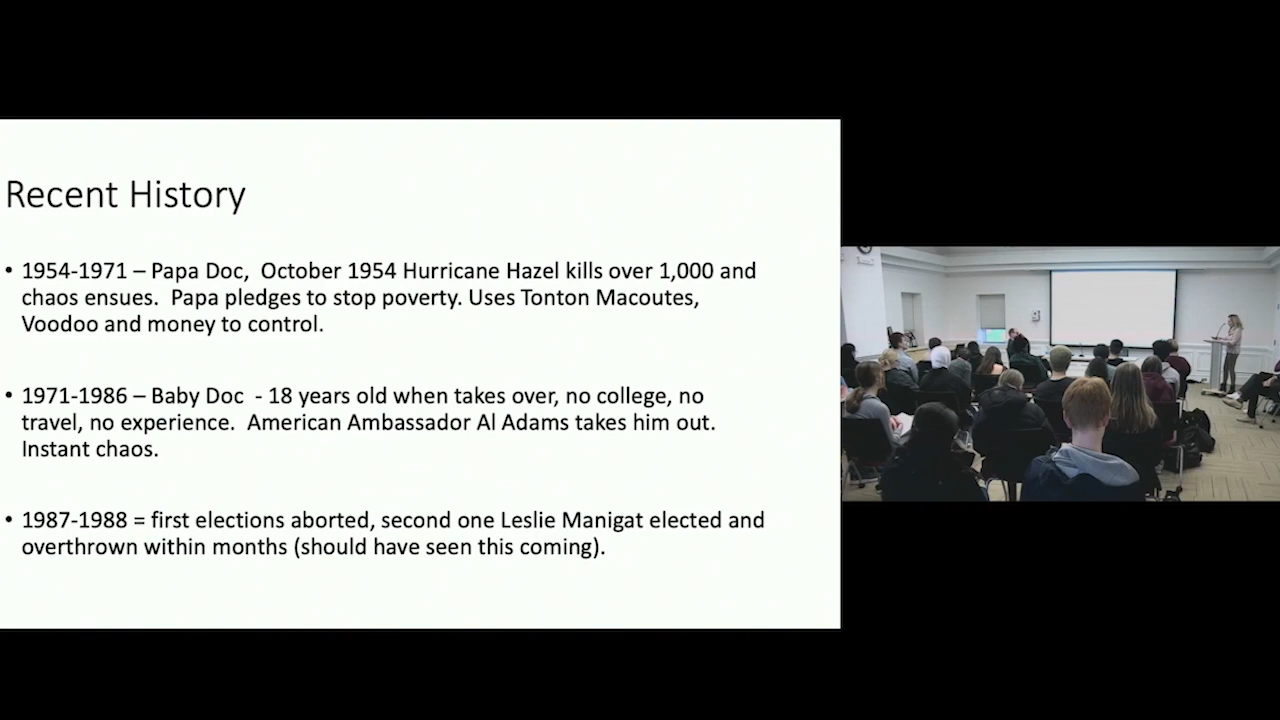 Recent History
• 1954-1971 – Papa Doc,  October 1954 Hurricane Hazel kills over 1,000 and
chaos ensues.  Papa pledges to stop poverty. Uses Tonton Macoutes,
Voodoo and money to control.
• 1971-1986 – Baby Doc  - 18 years old when takes over, no college, no
travel, no experience.  American Ambassador Al Adams takes him out.
Instant chaos.
• 1987-1988 = first elections aborted, second one Leslie Manigat elected and
overthrown within months (should have seen this coming).